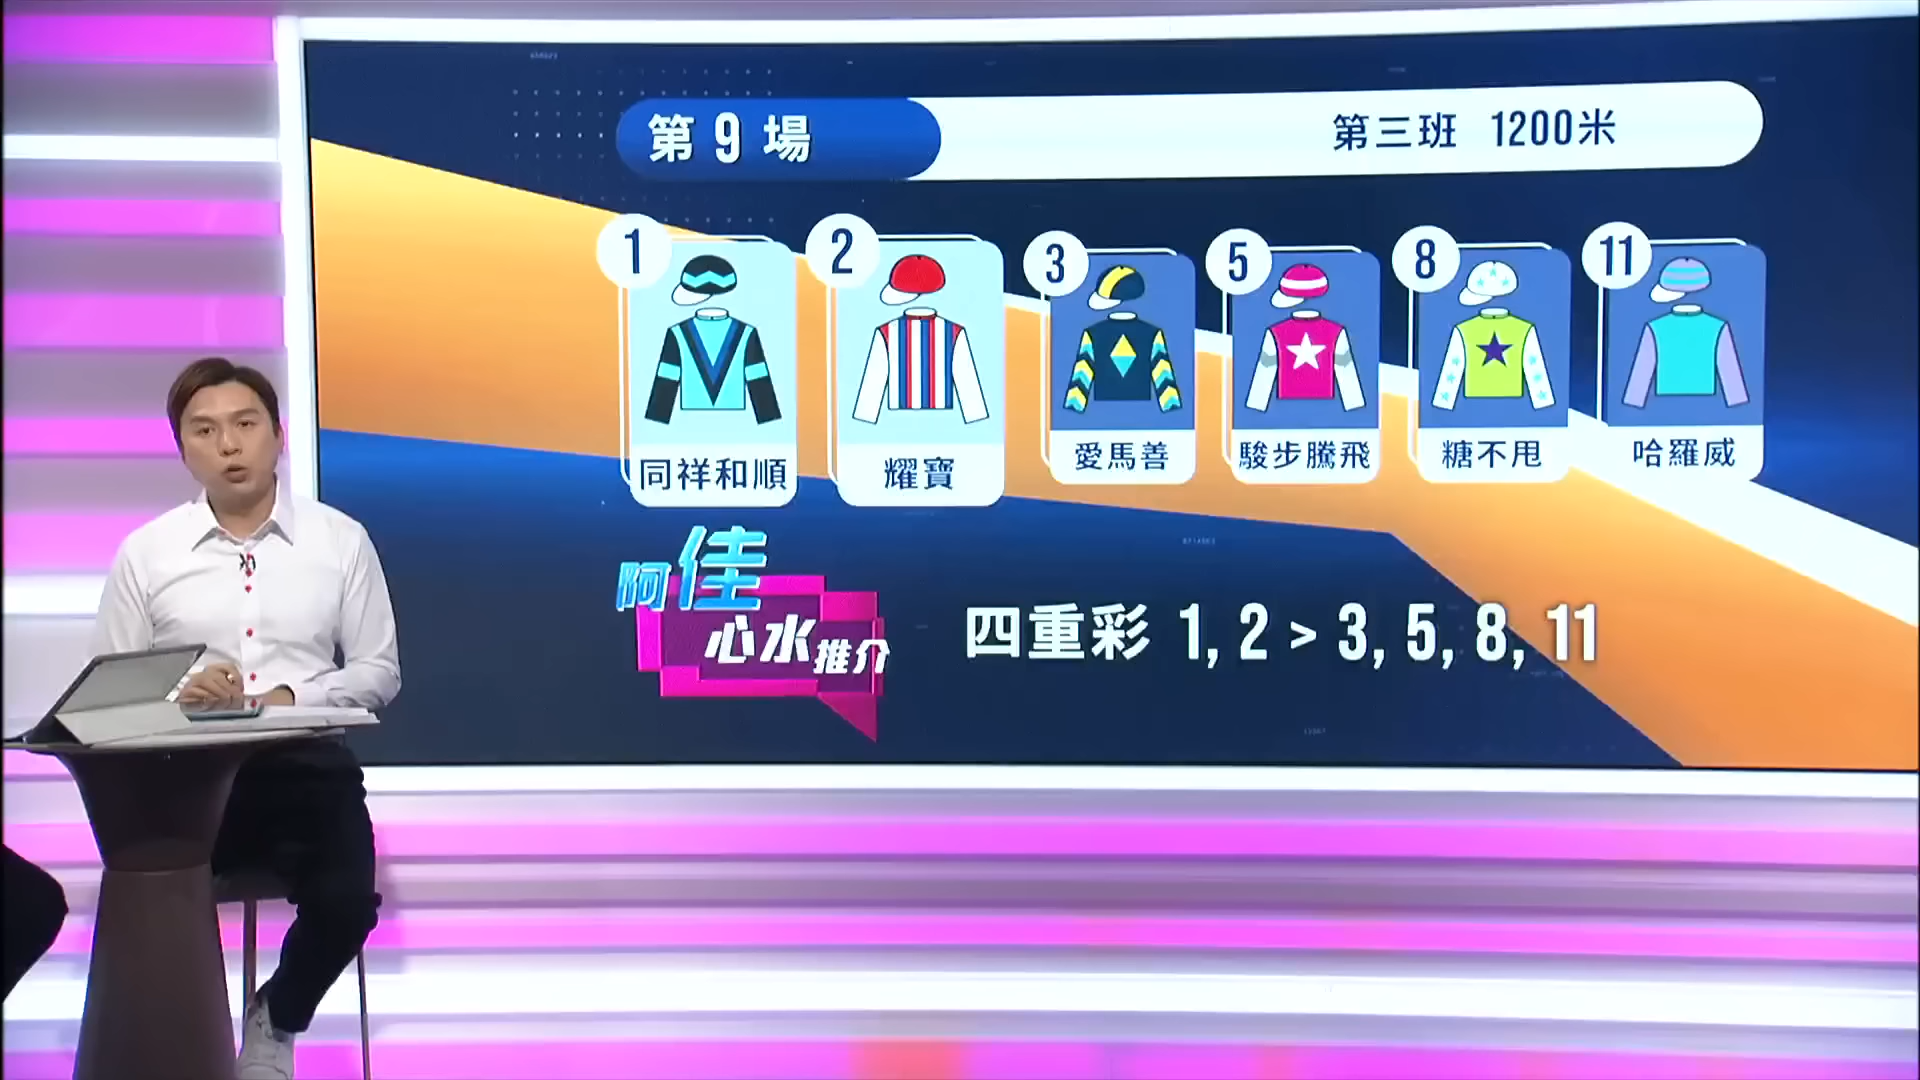 第 9 場
第三班 1200米
1
2
3
5
8
11
同祥和順
耀寶
愛馬善
駿步騰飛
糖不甩
哈羅威
阿佳
心水推介
四重彩 1, 2 > 3, 5, 8, 11